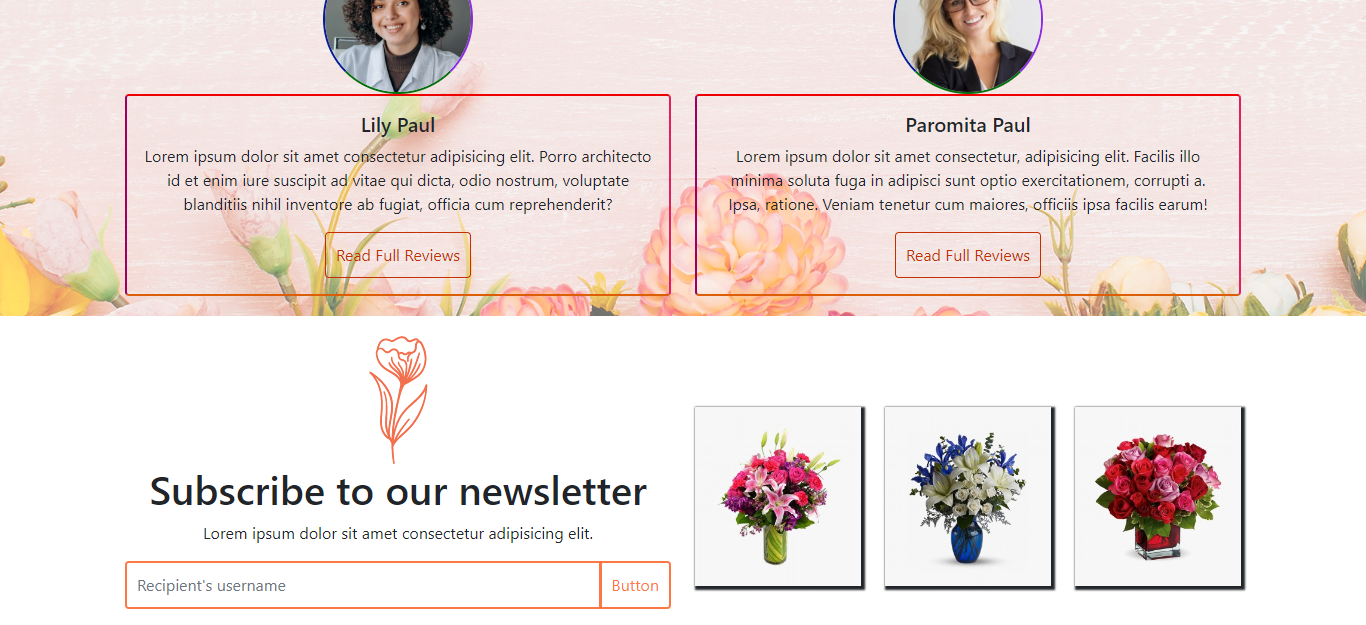 Lily Paul
Lorem ipsum dolor sit amet consectetur adipisicing elit. Porro architecto
id et enim iure suscipit ad vitae qui dicta, odio nostrum, voluptate
blanditiis nihil inventore ab fugiat, officia cum reprehenderit?
Read Full Reviews
Paromita Paul
Lorem ipsum dolor sit amet consectetur, adipisicing elit. Facilis illo
minima soluta fuga in adipisci sunt optio exercitationem, corrupti a.
Ipsa, ratione. Veniam tenetur cum maiores, officiis ipsa facilis earum!
Read Full Reviews
Subscribe to our newsletter
Lorem ipsum dolor sit amet consectetur adipisicing elit.
Recipient's username
Button